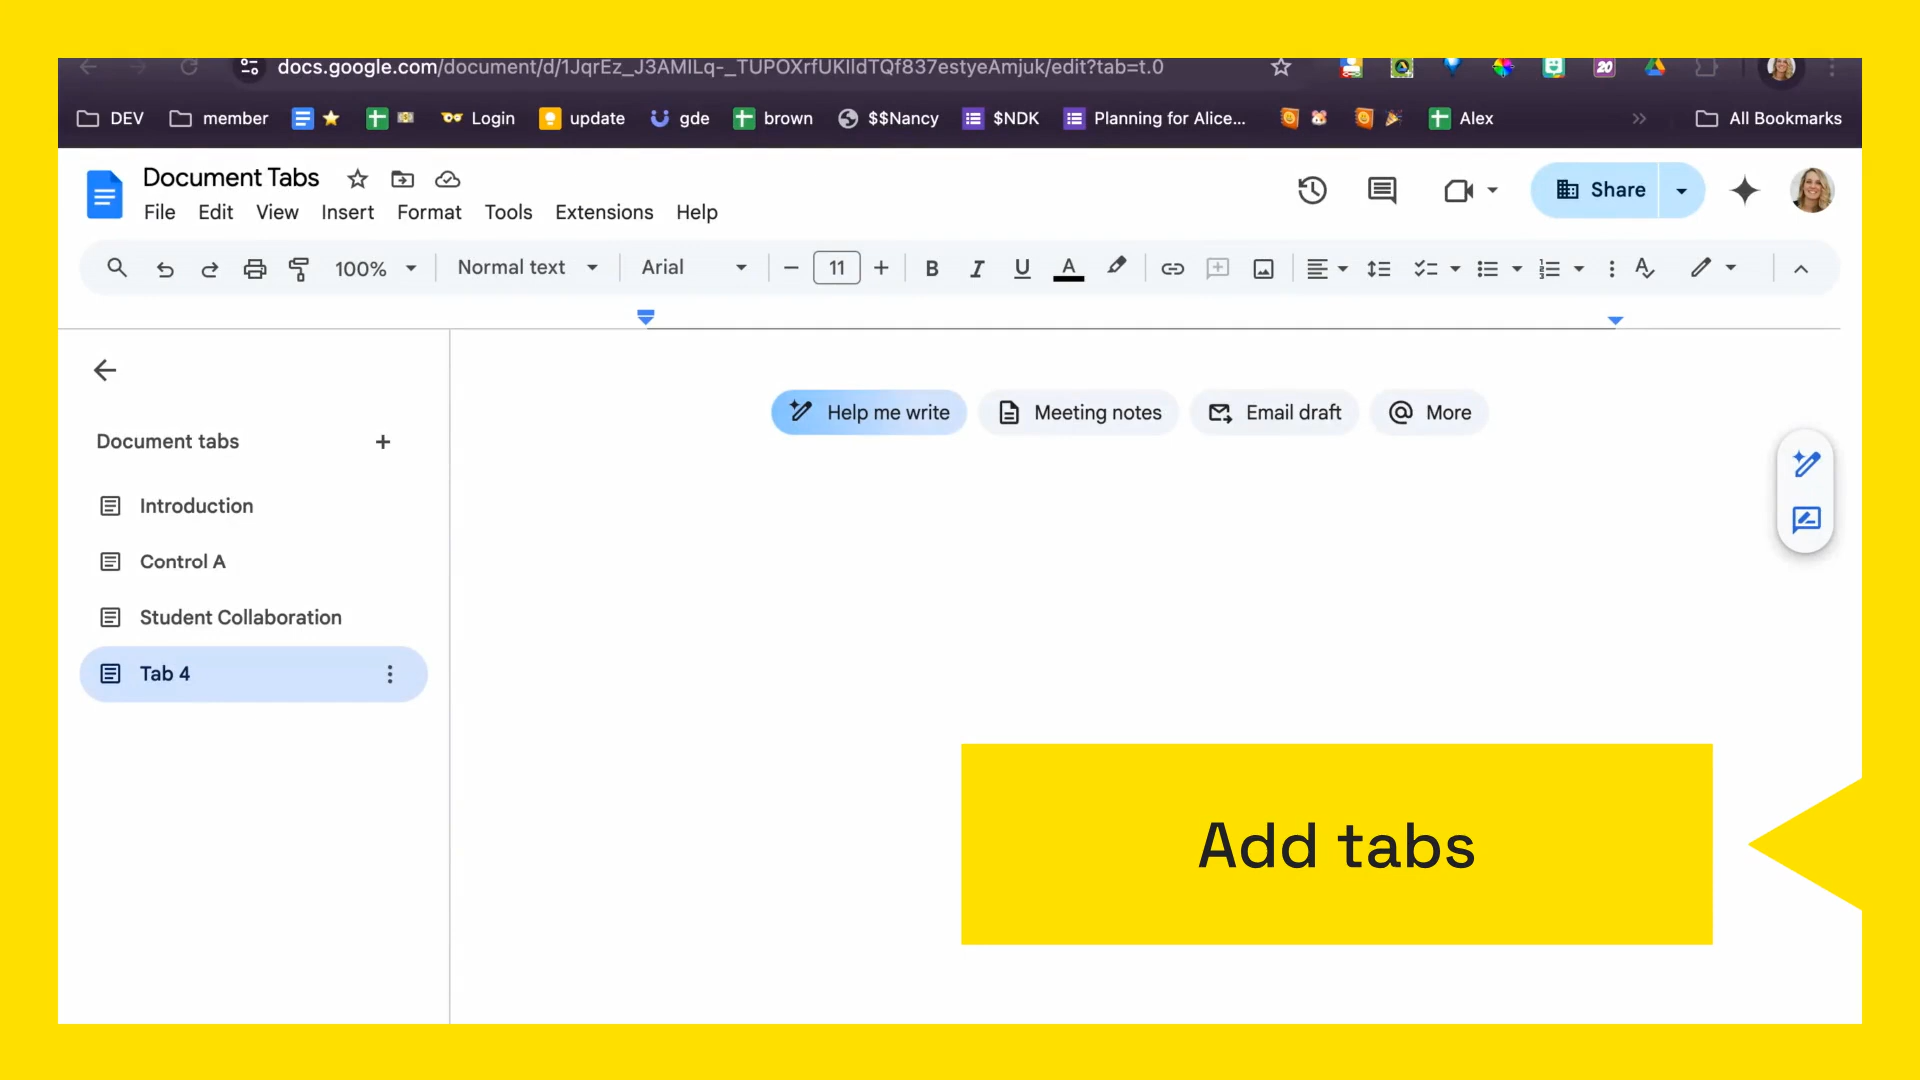 docs.google.com/document/d/1JqrEz_J3AMILq-_TUPOXrfUKIldTQf837estyeAmjuk/edit?tab=t.0
DEV member Login update gde brown $$Nancy $NDK Planning for Alice... Alex All Bookmarks
20
Document Tabs
File Edit View Insert Format Tools Extensions Help
Share
100% Normal text Arial 11 B I U A
Document tabs
Introduction
Control A
Student Collaboration
Tab 4
Help me write Meeting notes Email draft More
Add tabs